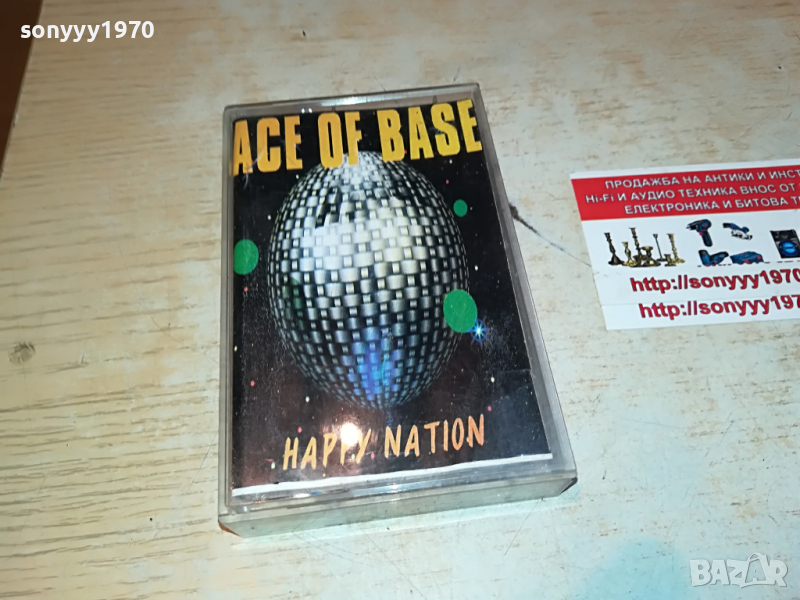 sonyyy1970
ACE OF BASE
HAPPY NATION
ПРОДАЖБА НА АНТИКИ И
Hi-Fi И АУДИО ТЕХНИКА ВНОС ОТ
ЕЛЕКТРОНИКА И БИТОВА
http://sonyyy1970
http://sonyyy197
sonyyy1970
BAZAR